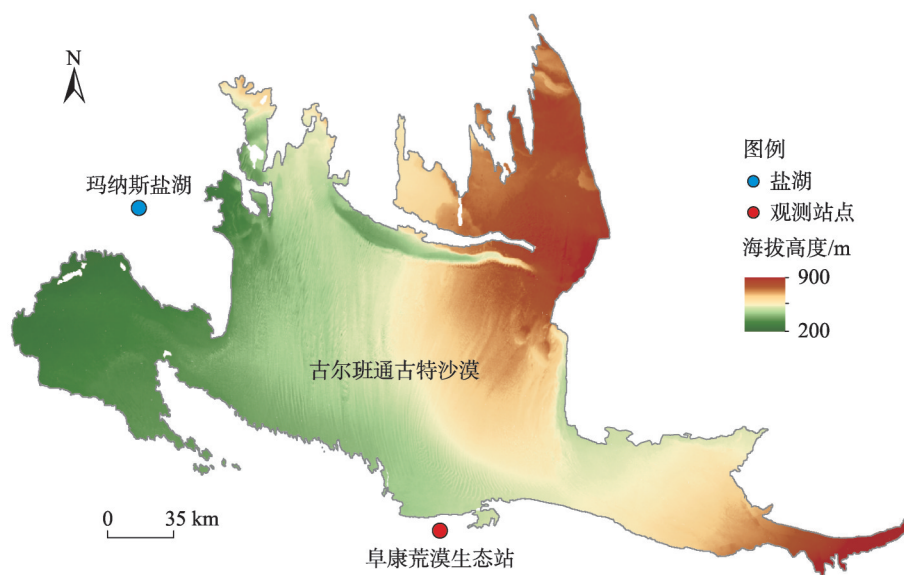 N
玛纳斯盐湖
图例
盐湖
观测站点
海拔高度/m
900
200
古尔班通古特沙漠
0 35 km
阜康荒漠生态站